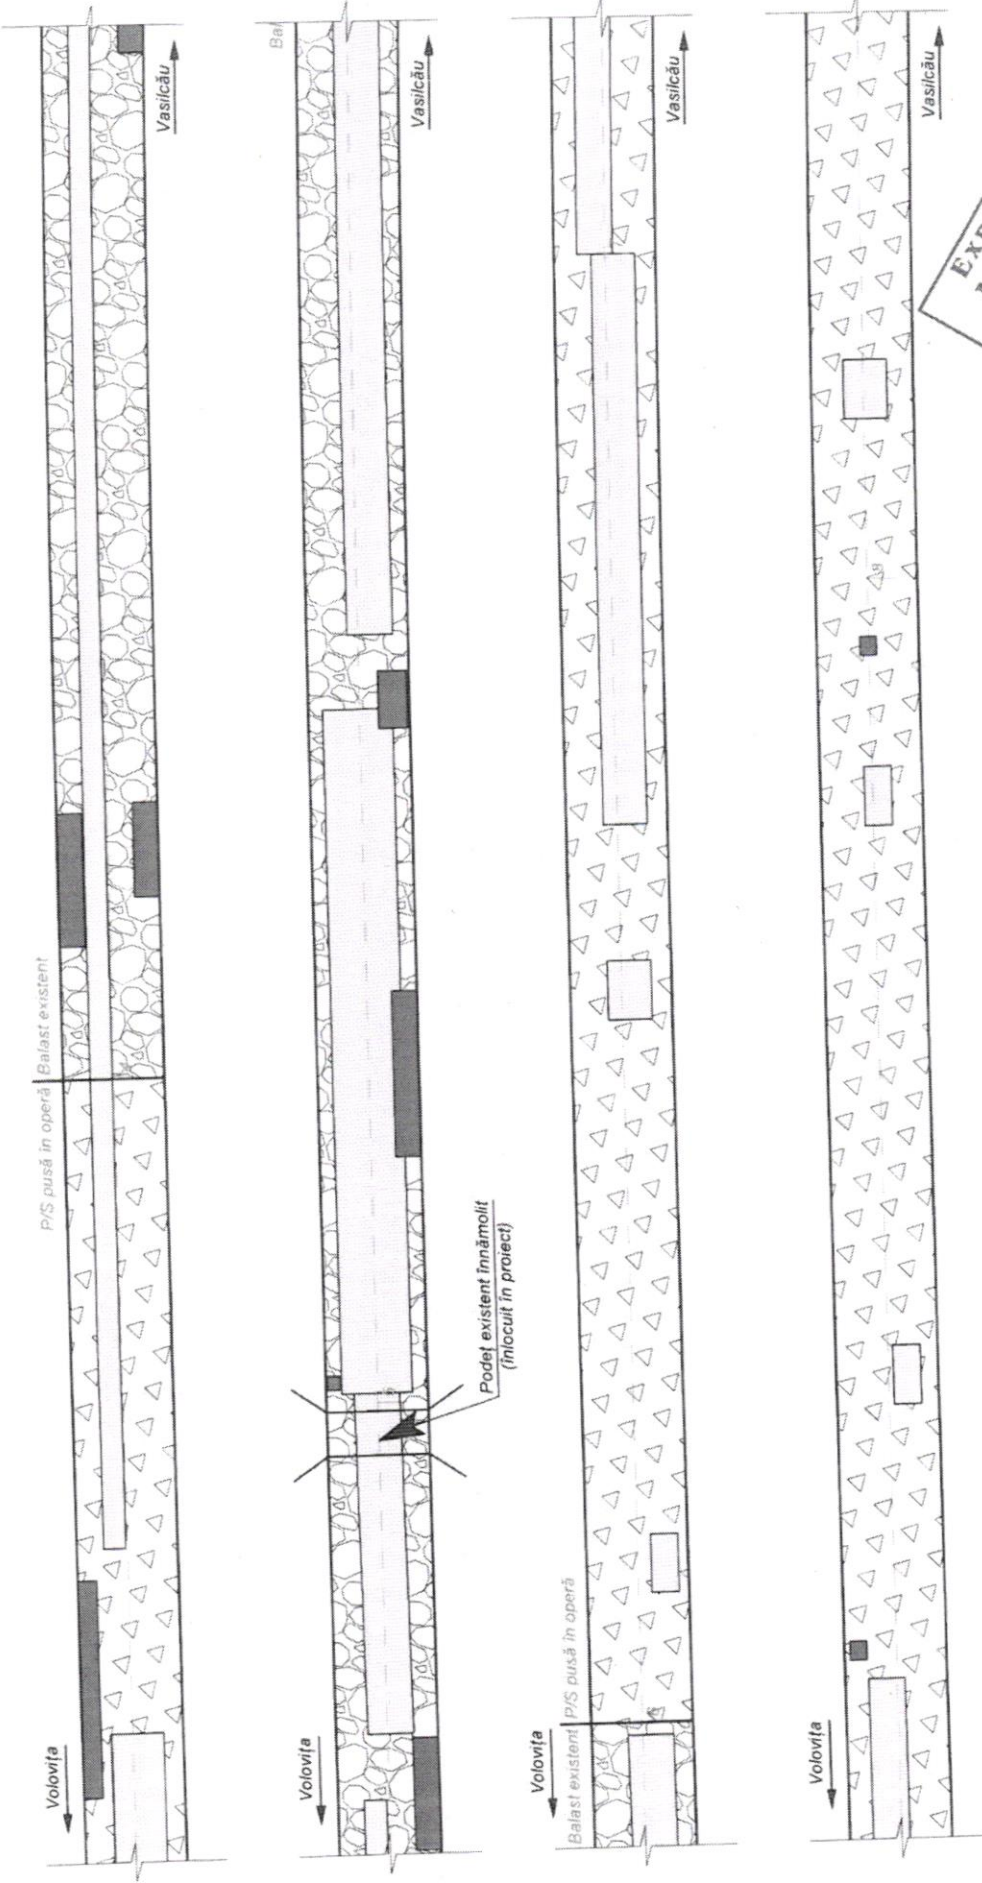 Volovița
Vasilcău
P/S pusă în operă
Balast existent
Volovița
Vasilcău
Podeț existent înnămolit
(înlocuit în proiect)
Volovița
Vasilcău
Balast existent
P/S pusă în operă
Volovița
Vasilcău